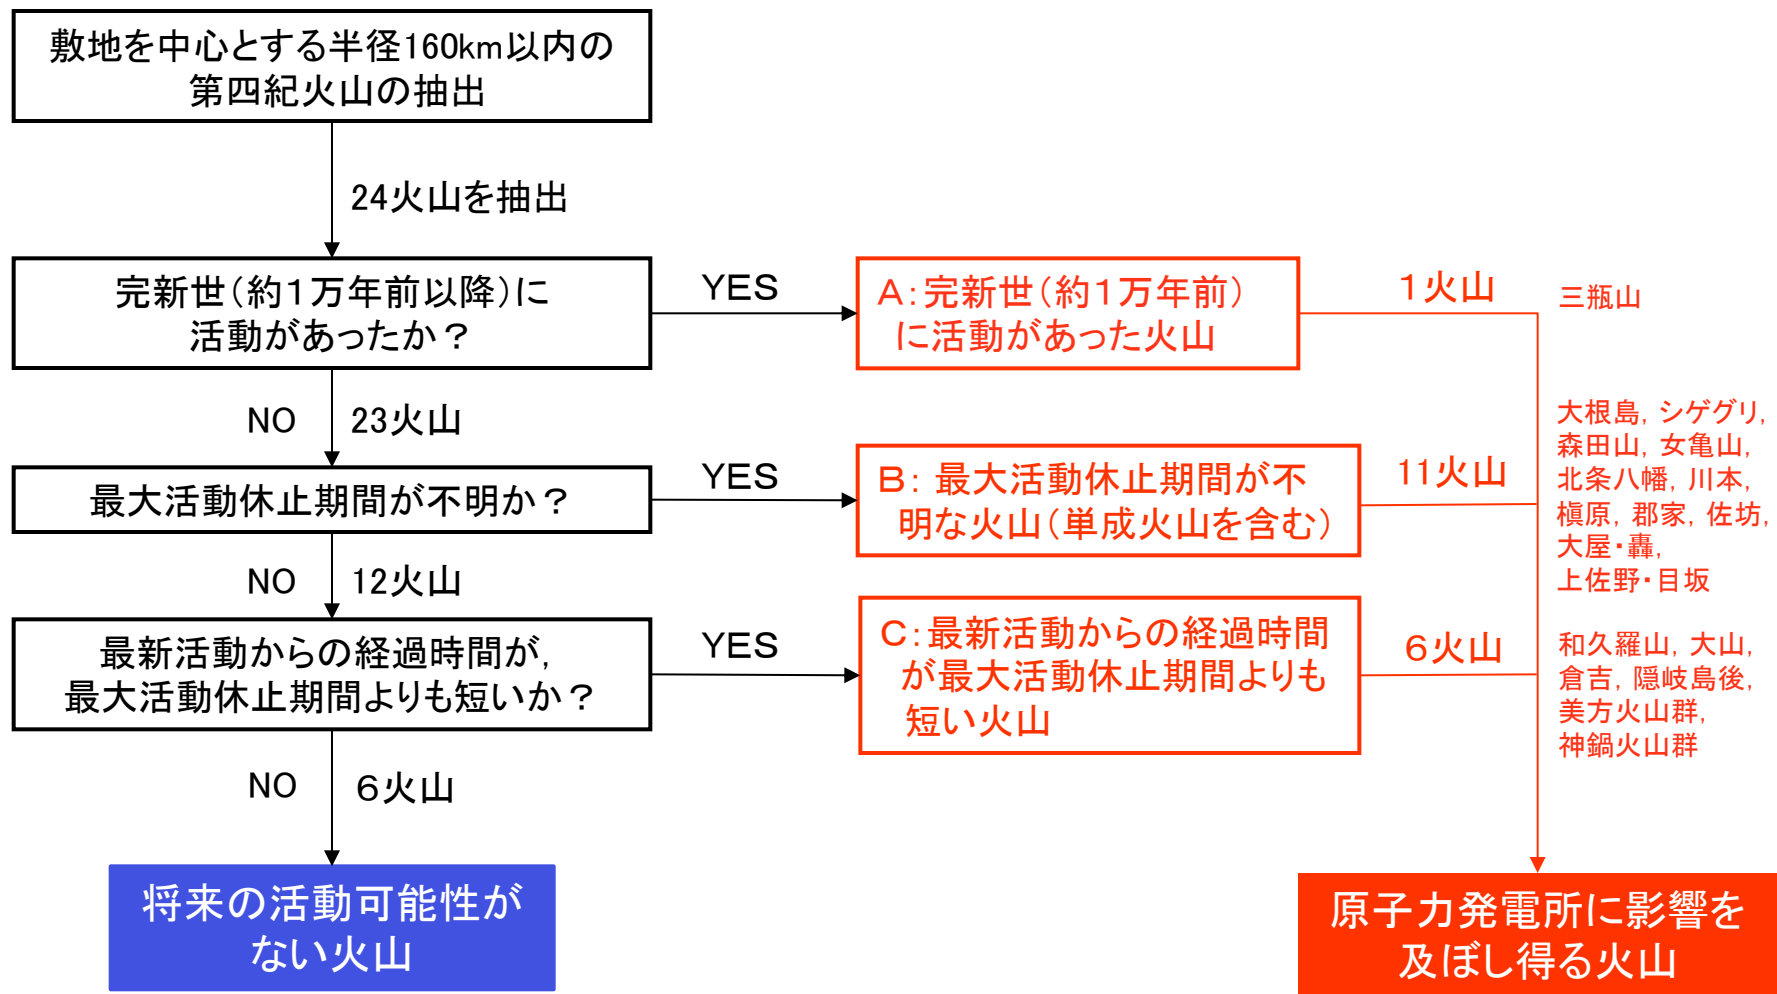 敷地を中心とする半径160km以内の
第四紀火山の抽出
24火山を抽出
完新世(約1万年前以降)に
活動があったか?
YES
A:完新世(約1万年前)
に活動があった火山
1火山
三瓶山
NO
23火山
最大活動休止期間が不明か?
YES
B: 最大活動休止期間が不
明な火山(単成火山を含む)
11火山
大根島, シゲグリ,
森田山, 女亀山,
北条八幡, 川本,
槇原, 郡家, 佐坊,
大屋・轟,
上佐野・目坂
NO
12火山
最新活動からの経過時間が,
最大活動休止期間よりも短いか?
YES
C:最新活動からの経過時間
が最大活動休止期間よりも
短い火山
6火山
和久羅山, 大山,
倉吉, 隠岐島後,
美方火山群,
神鍋火山群
NO
6火山
将来の活動可能性が
ない火山
原子力発電所に影響を
及ぼし得る火山